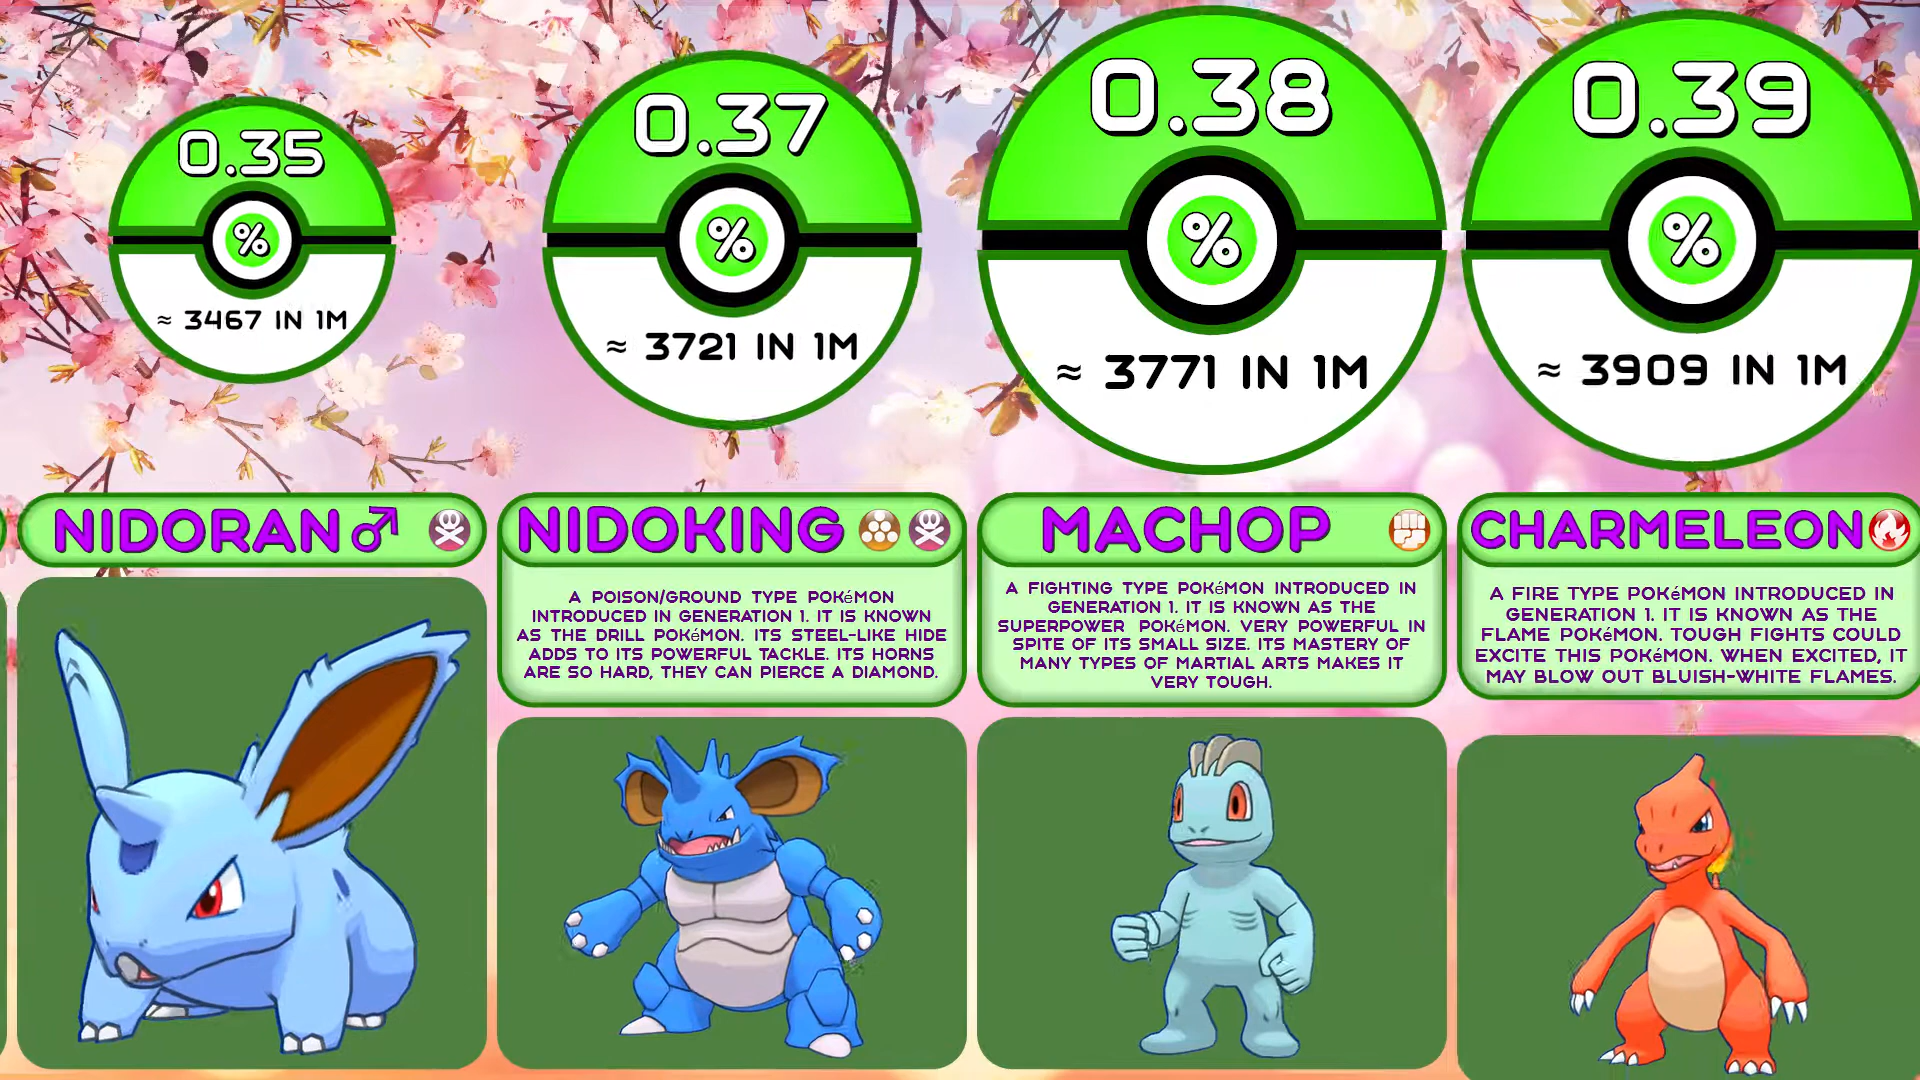 0.35
%
≈ 3467 IN 1M
NIDORAN♂
0.37
%
≈ 3721 IN 1M
NIDOKING
A POISON/GROUND TYPE POKéMON
INTRODUCED IN GENERATION 1. IT IS KNOWN
AS THE DRILL POKéMON. ITS STEEL-LIKE HIDE
ADDS TO ITS POWERFUL TACKLE. ITS HORNS
ARE SO HARD, THEY CAN PIERCE A DIAMOND.
0.38
%
≈ 3771 IN 1M
MACHOP
A FIGHTING TYPE POKéMON INTRODUCED IN
GENERATION 1. IT IS KNOWN AS THE
SUPERPOWER POKéMON. VERY POWERFUL IN
SPITE OF ITS SMALL SIZE. ITS MASTERY OF
MANY TYPES OF MARTIAL ARTS MAKES IT
VERY TOUGH.
0.39
%
≈ 3909 IN 1M
CHARMELEON
A FIRE TYPE POKéMON INTRODUCED IN
GENERATION 1. IT IS KNOWN AS THE
FLAME POKéMON. TOUGH FIGHTS COULD
EXCITE THIS POKéMON. WHEN EXCITED, IT
MAY BLOW OUT BLUISH-WHITE FLAMES.